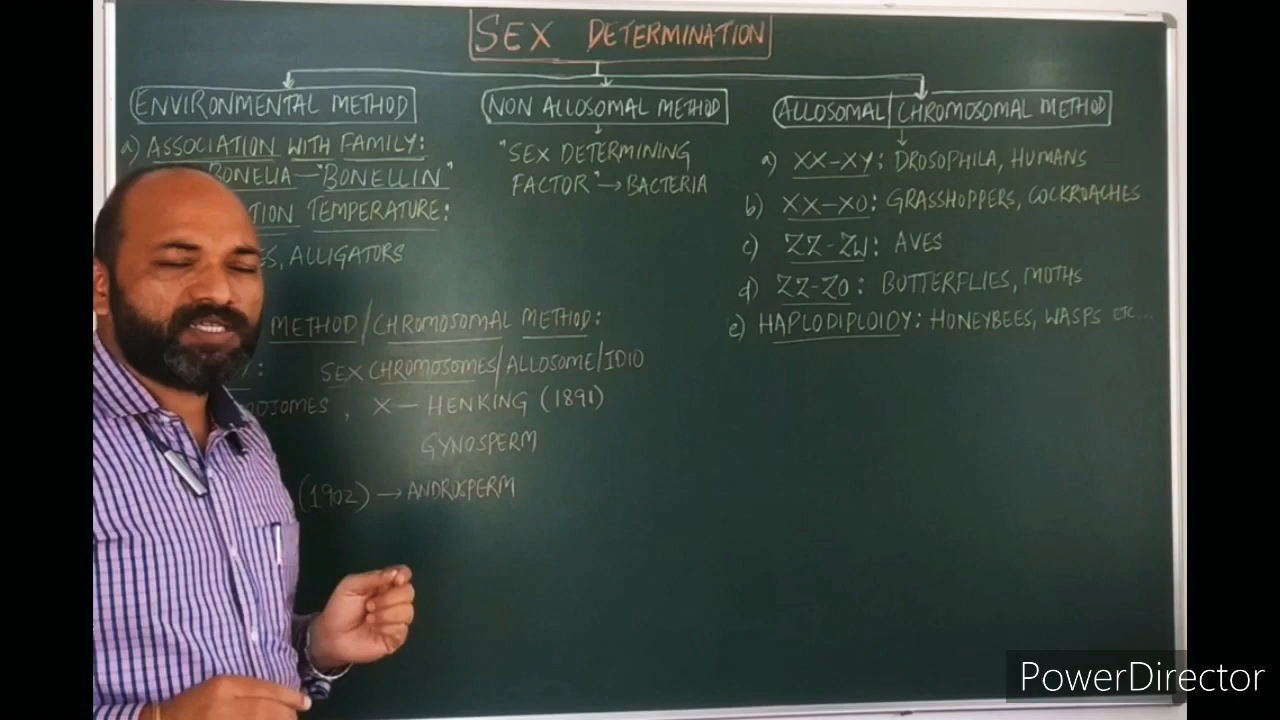 SEX DETERMINATION
ENVIRONMENTAL METHOD
a) ASSOCIATION WITH FAMILY:
BONELIA — "BONELLIN"
TION TEMPERATURE:
ES, ALLIGATORS
NON ALLOSOMAL METHOD
"SEX DETERMINING
FACTOR" → BACTERIA
ALLOSOMAL/CHROMOSOMAL METHOD
a) XX-XY: DROSOPHILA, HUMANS
b) XX-XO: GRASSHOPPERS, COCKROACHES
c) ZZ-ZW: AVES
d) ZZ-ZO: BUTTERFLIES, MOTHS
e) HAPLODIPLOIDY: HONEYBEES, WASPS ETC...
METHOD/CHROMOSOMAL METHOD:
: SEX CHROMOSOMES/ALLOSOME/IDIO
, X — HENKING (1891)
GYNOSPERM
(1902) → ANDROSPERM
PowerDirector